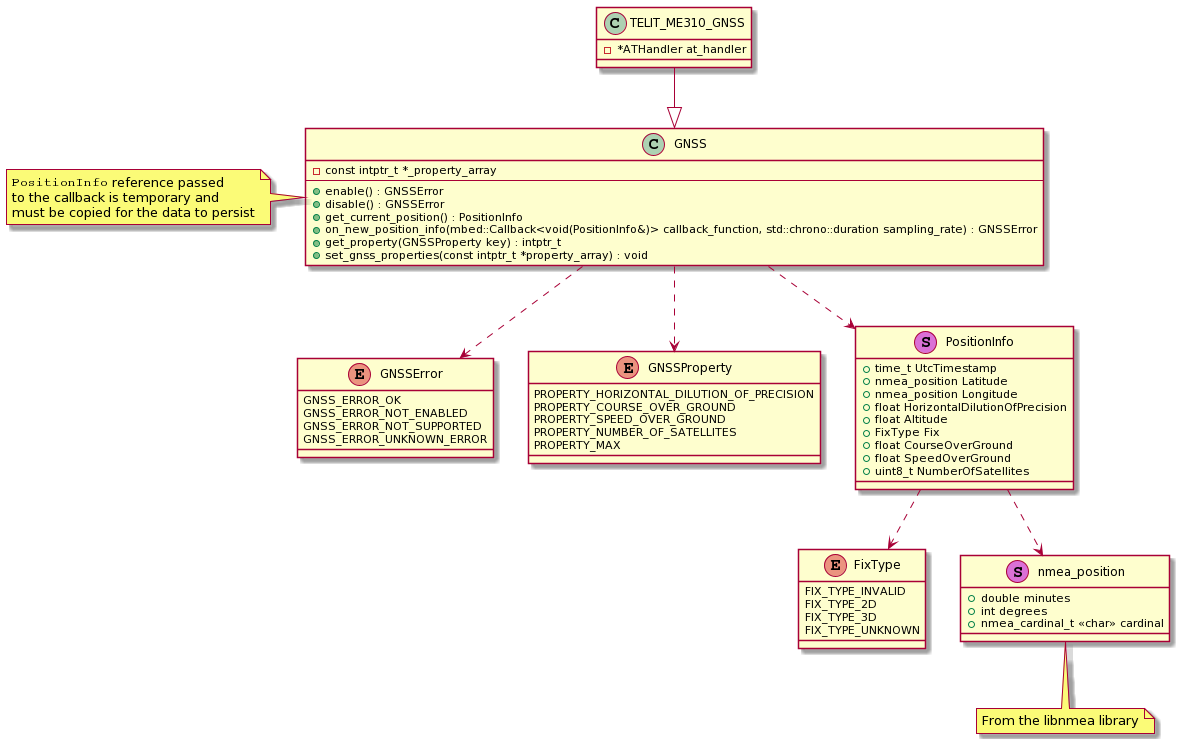 C TELIT_ME310_GNSS
*ATHandler at_handler
C GNSS
const intptr_t *_property_array
enable() : GNSSError
disable() : GNSSError
get_current_position() : PositionInfo
on_new_position_info(mbed::Callback<void(PositionInfo&)> callback_function, std::chrono::duration sampling_rate) : GNSSError
get_property(GNSSProperty key) : intptr_t
set_gnss_properties(const intptr_t *property_array) : void
PositionInfo reference passed
to the callback is temporary and
must be copied for the data to persist
E GNSSError
GNSS_ERROR_OK
GNSS_ERROR_NOT_ENABLED
GNSS_ERROR_NOT_SUPPORTED
GNSS_ERROR_UNKNOWN_ERROR
E GNSSProperty
PROPERTY_HORIZONTAL_DILUTION_OF_PRECISION
PROPERTY_COURSE_OVER_GROUND
PROPERTY_SPEED_OVER_GROUND
PROPERTY_NUMBER_OF_SATELLITES
PROPERTY_MAX
S PositionInfo
time_t UtcTimestamp
nmea_position Latitude
nmea_position Longitude
float HorizontalDilutionOfPrecision
float Altitude
FixType Fix
float CourseOverGround
float SpeedOverGround
uint8_t NumberOfSatellites
E FixType
FIX_TYPE_INVALID
FIX_TYPE_2D
FIX_TYPE_3D
FIX_TYPE_UNKNOWN
S nmea_position
double minutes
int degrees
nmea_cardinal_t «char» cardinal
From the libnmea library